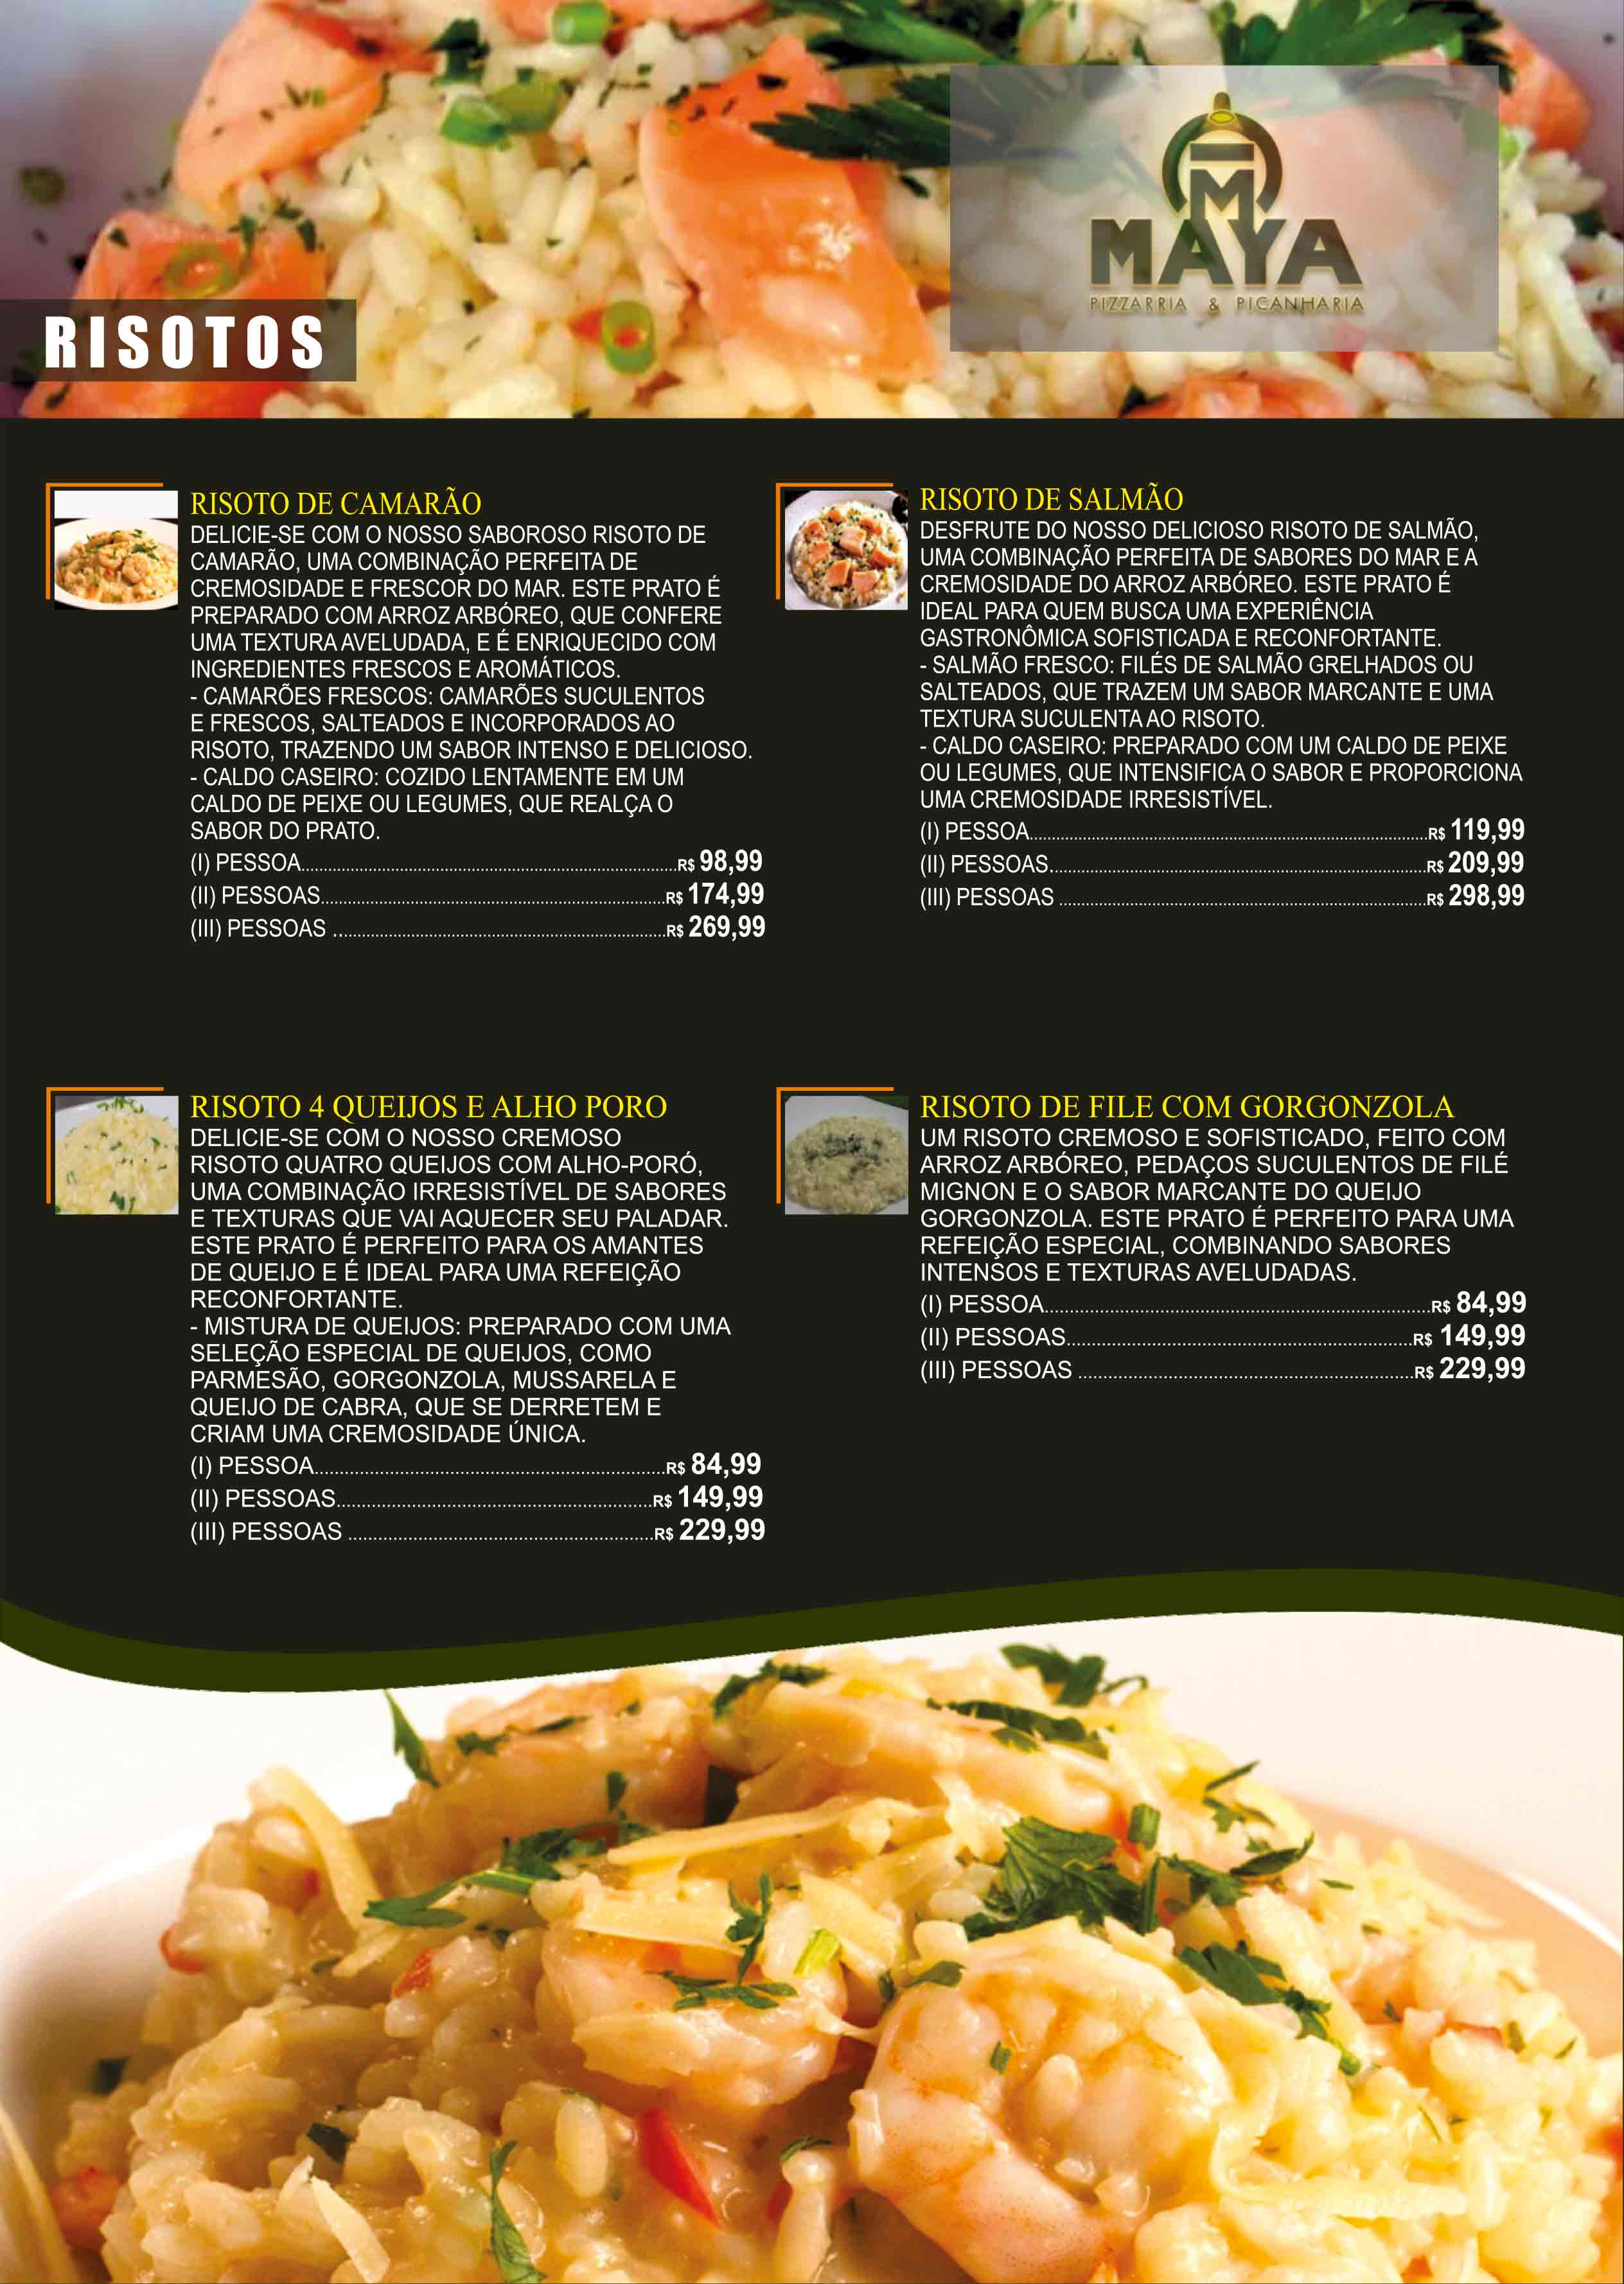 M
MAYA
PIZZARRIA & PICANHARIA
RISOTOS
RISOTO DE CAMARÃO
DELICIE-SE COM O NOSSO SABOROSO RISOTO DE
CAMARÃO, UMA COMBINAÇÃO PERFEITA DE
CREMOSIDADE E FRESCOR DO MAR. ESTE PRATO É
PREPARADO COM ARROZ ARBÓREO, QUE CONFERE
UMA TEXTURA AVELUDADA, E É ENRIQUECIDO COM
INGREDIENTES FRESCOS E AROMÁTICOS.
- CAMARÕES FRESCOS: CAMARÕES SUCULENTOS
E FRESCOS, SALTEADOS E INCORPORADOS AO
RISOTO, TRAZENDO UM SABOR INTENSO E DELICIOSO.
- CALDO CASEIRO: COZIDO LENTAMENTE EM UM
CALDO DE PEIXE OU LEGUMES, QUE REALÇA O
SABOR DO PRATO.
(I) PESSOA....................R$ 98,99
(II) PESSOAS....................R$ 174,99
(III) PESSOAS ....................R$ 269,99
RISOTO DE SALMÃO
DESFRUTE DO NOSSO DELICIOSO RISOTO DE SALMÃO,
UMA COMBINAÇÃO PERFEITA DE SABORES DO MAR E A
CREMOSIDADE DO ARROZ ARBÓREO. ESTE PRATO É
IDEAL PARA QUEM BUSCA UMA EXPERIÊNCIA
GASTRONÔMICA SOFISTICADA E RECONFORTANTE.
- SALMÃO FRESCO: FILÉS DE SALMÃO GRELHADOS OU
SALTEADOS, QUE TRAZEM UM SABOR MARCANTE E UMA
TEXTURA SUCULENTA AO RISOTO.
- CALDO CASEIRO: PREPARADO COM UM CALDO DE PEIXE
OU LEGUMES, QUE INTENSIFICA O SABOR E PROPORCIONA
UMA CREMOSIDADE IRRESISTÍVEL.
(I) PESSOA....................R$ 119,99
(II) PESSOAS....................R$ 209,99
(III) PESSOAS ....................R$ 298,99
RISOTO 4 QUEIJOS E ALHO PORO
DELICIE-SE COM O NOSSO CREMOSO
RISOTO QUATRO QUEIJOS COM ALHO-PORÓ,
UMA COMBINAÇÃO IRRESISTÍVEL DE SABORES
E TEXTURAS QUE VAI AQUECER SEU PALADAR.
ESTE PRATO É PERFEITO PARA OS AMANTES
DE QUEIJO E É IDEAL PARA UMA REFEIÇÃO
RECONFORTANTE.
- MISTURA DE QUEIJOS: PREPARADO COM UMA
SELEÇÃO ESPECIAL DE QUEIJOS, COMO
PARMESÃO, GORGONZOLA, MUSSARELA E
QUEIJO DE CABRA, QUE SE DERRETEM E
CRIAM UMA CREMOSIDADE ÚNICA.
(I) PESSOA....................R$ 84,99
(II) PESSOAS....................R$ 149,99
(III) PESSOAS ....................R$ 229,99
RISOTO DE FILE COM GORGONZOLA
UM RISOTO CREMOSO E SOFISTICADO, FEITO COM
ARROZ ARBÓREO, PEDAÇOS SUCULENTOS DE FILÉ
MIGNON E O SABOR MARCANTE DO QUEIJO
GORGONZOLA. ESTE PRATO É PERFEITO PARA UMA
REFEIÇÃO ESPECIAL, COMBINANDO SABORES
INTENSOS E TEXTURAS AVELUDADAS.
(I) PESSOA....................R$ 84,99
(II) PESSOAS....................R$ 149,99
(III) PESSOAS ....................R$ 229,99